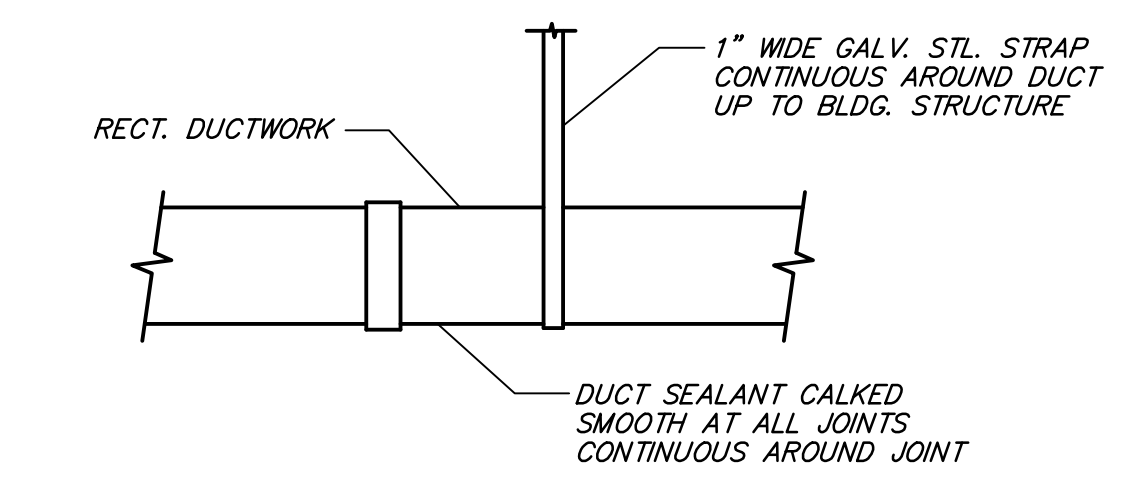 1” WIDE GALV. STL. STRAP
CONTINUOUS AROUND DUCT
UP TO BLDG. STRUCTURE
RECT. DUCTWORK
DUCT SEALANT CALKED
SMOOTH AT ALL JOINTS
CONTINUOUS AROUND JOINT